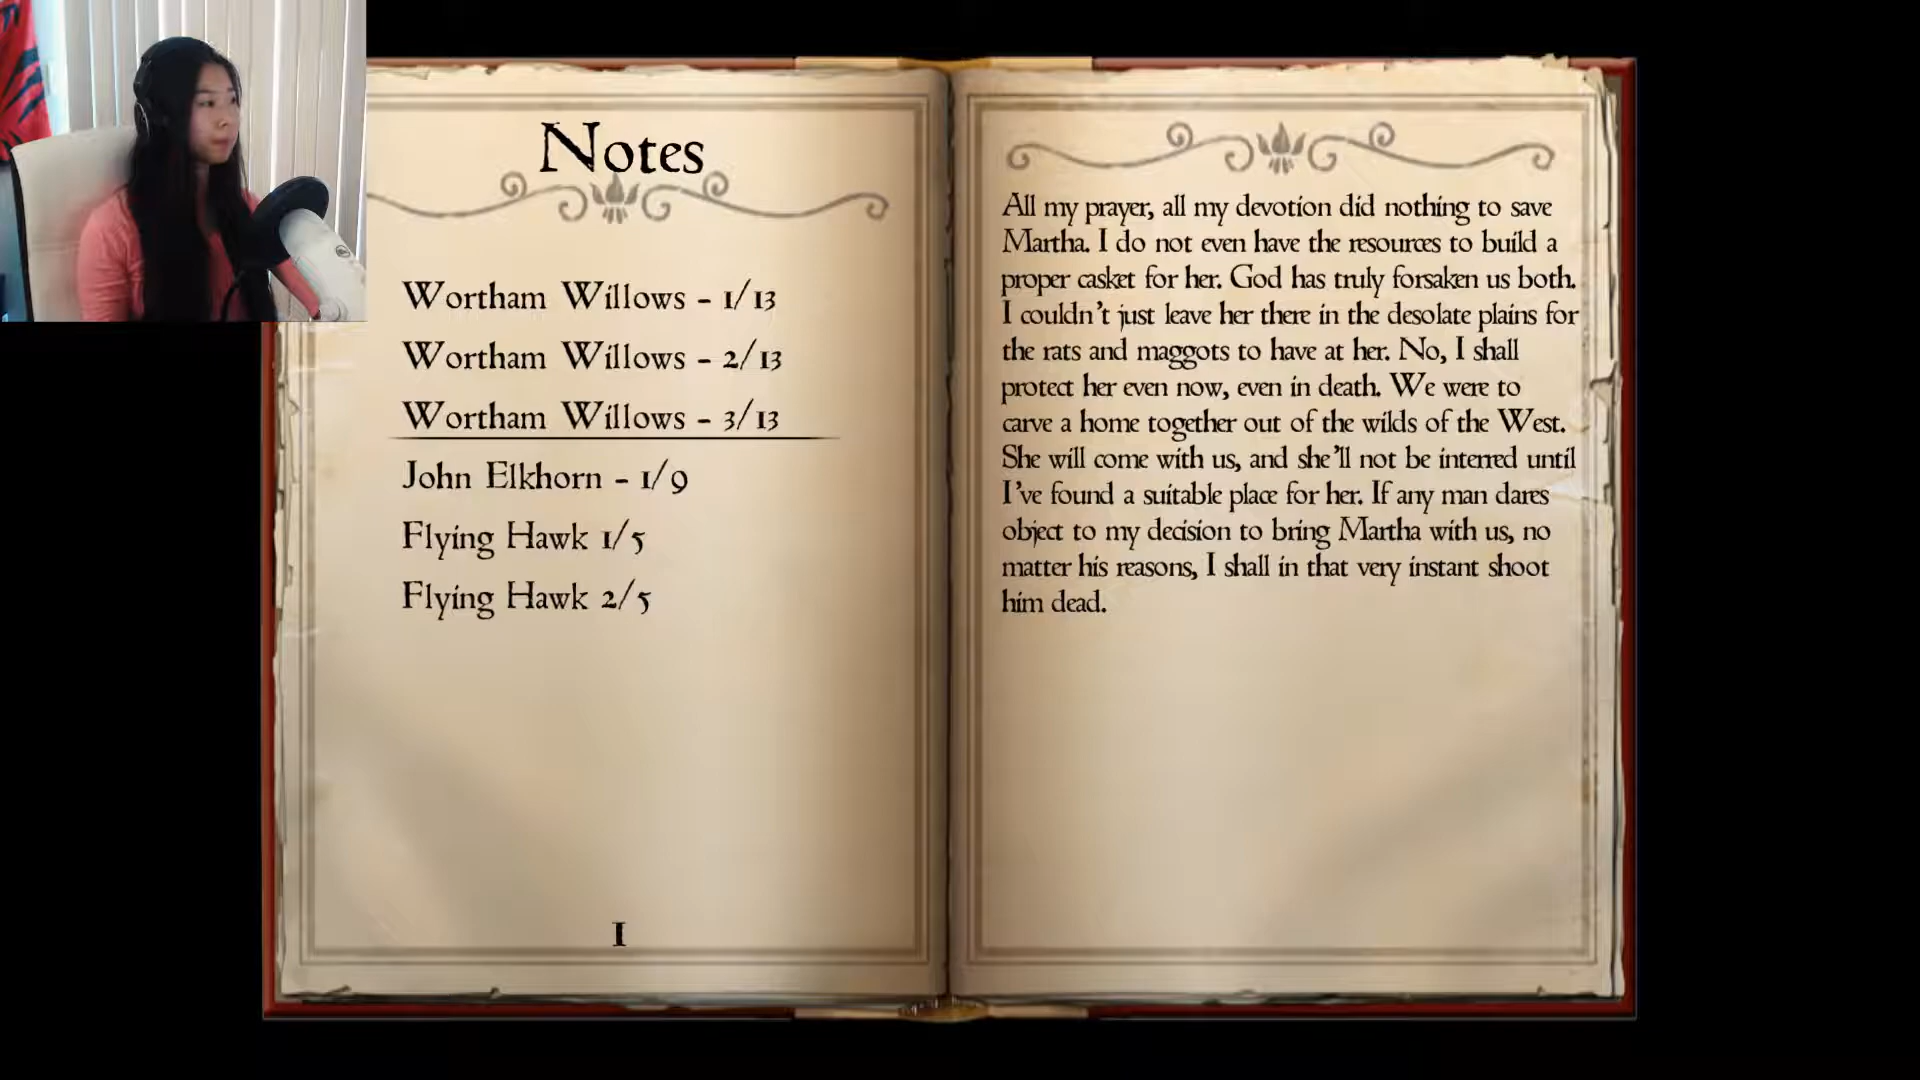 Notes
Wortham Willows - 1/13
Wortham Willows - 2/13
Wortham Willows - 3/13
John Elkhorn - 1/9
Flying Hawk 1/5
Flying Hawk 2/5
1
All my prayer, all my devotion did nothing to save
Martha. I do not even have the resources to build a
proper casket for her. God has truly forsaken us both.
I couldn't just leave her there in the desolate plains for
the rats and maggots to have at her. No, I shall
protect her even now, even in death. We were to
carve a home together out of the wilds of the West.
She will come with us, and she'll not be interred until
I've found a suitable place for her. If any man dares
object to my decision to bring Martha with us, no
matter his reasons, I shall in that very instant shoot
him dead.